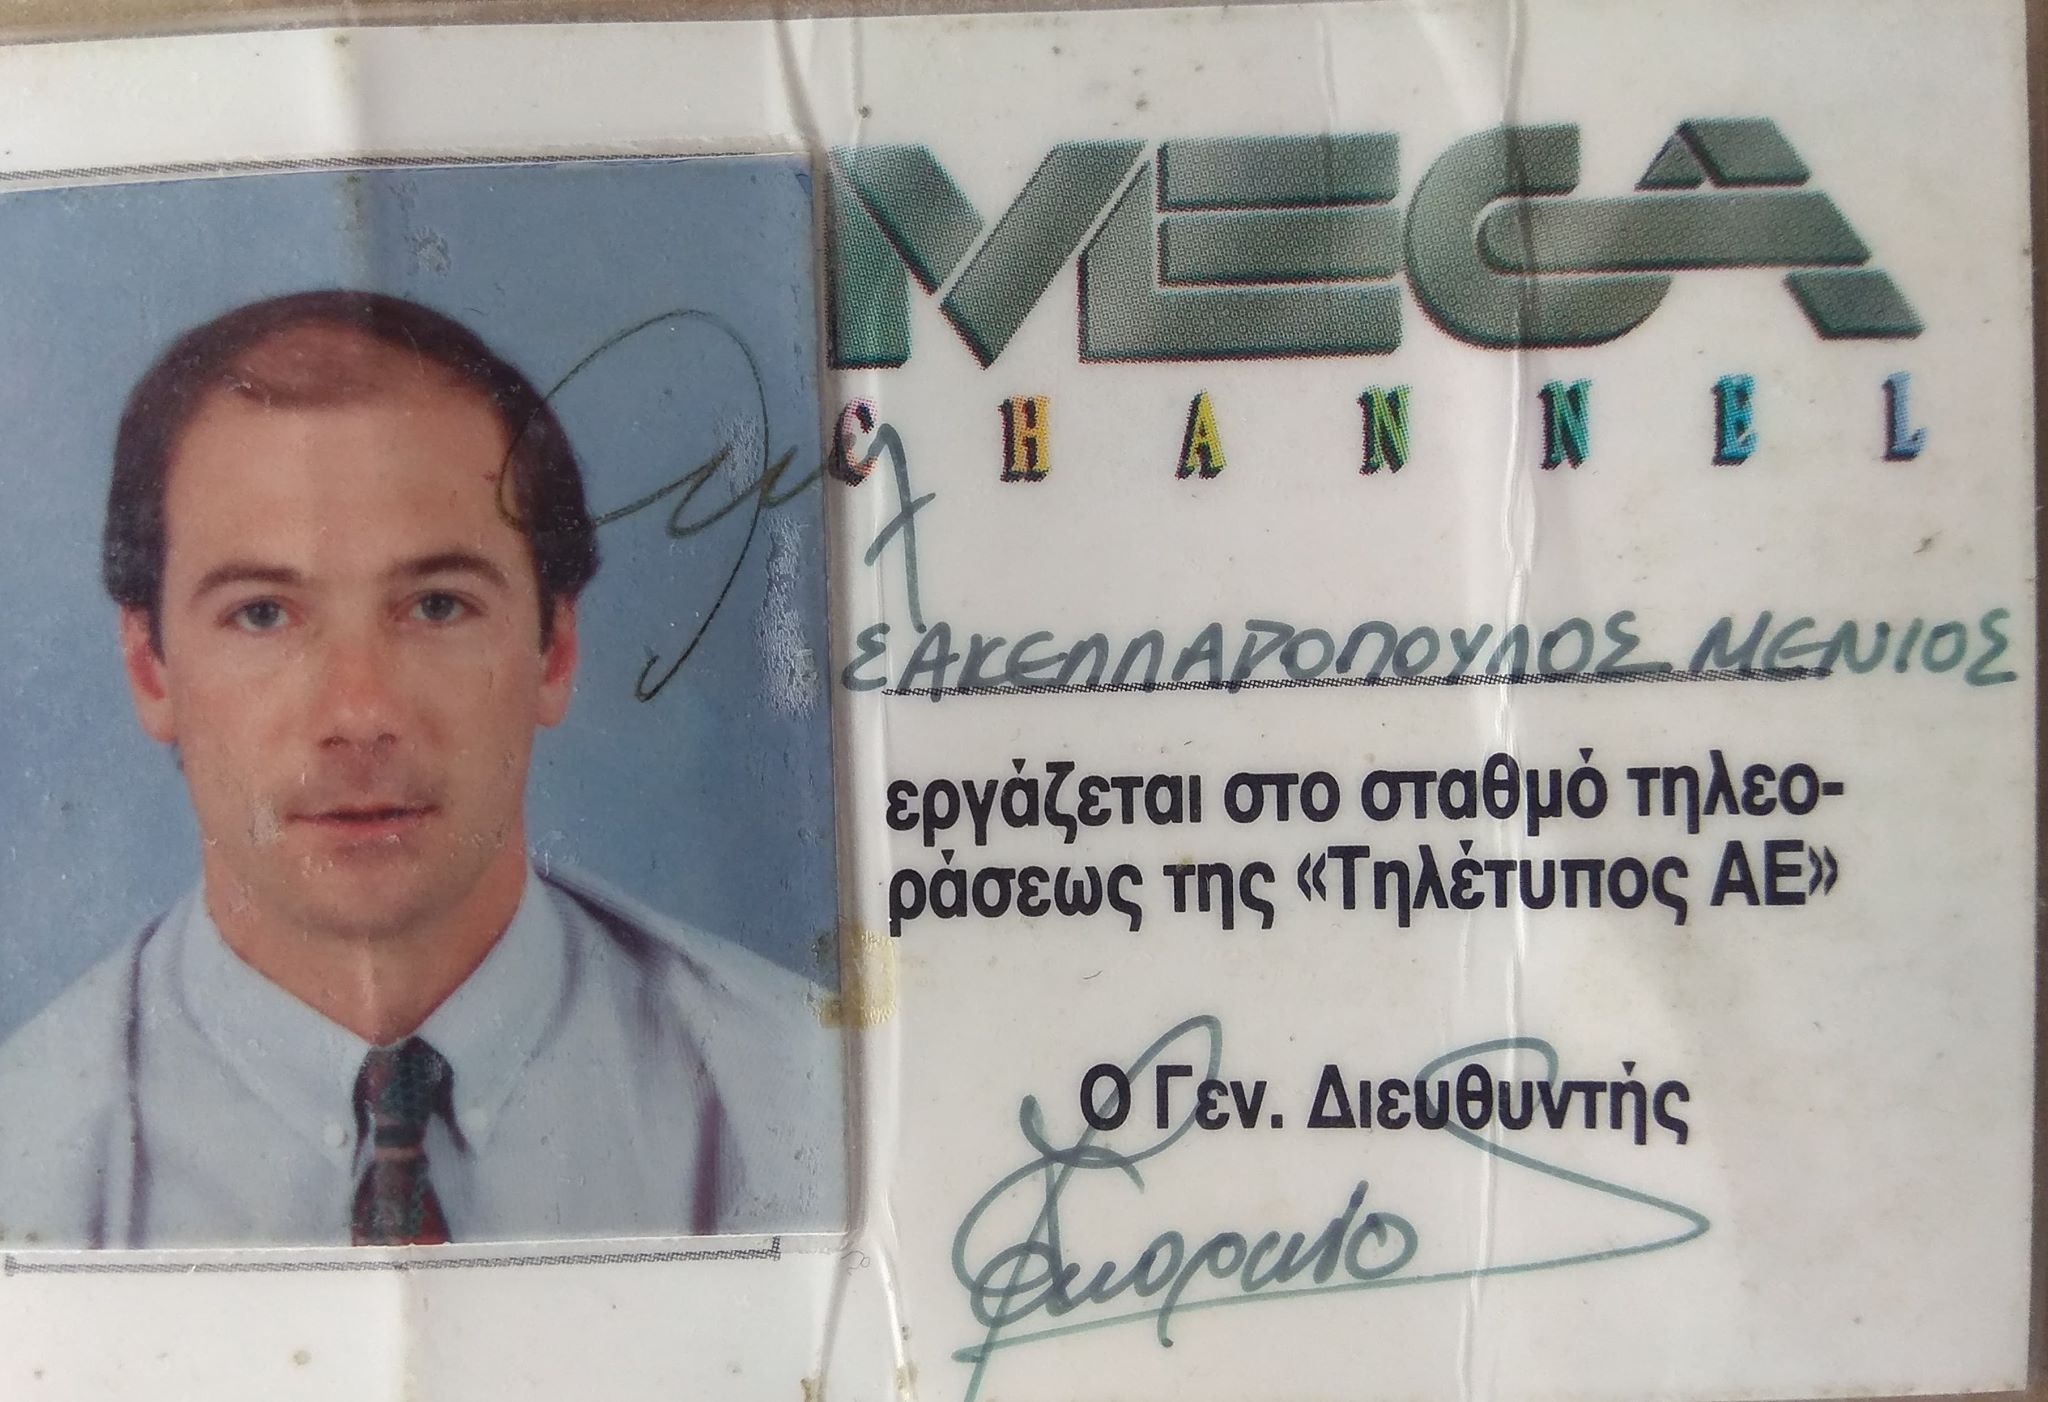 MEGA
CHANNEL
ΣΑΚΕΛΛΑΡΟΠΟΥΛΟΣ ΜΕΝΙΟΣ
εργάζεται στο σταθμό τηλεο-
ράσεως της «Τηλέτυπος ΑΕ»
Ο Γεν. Διευθυντής